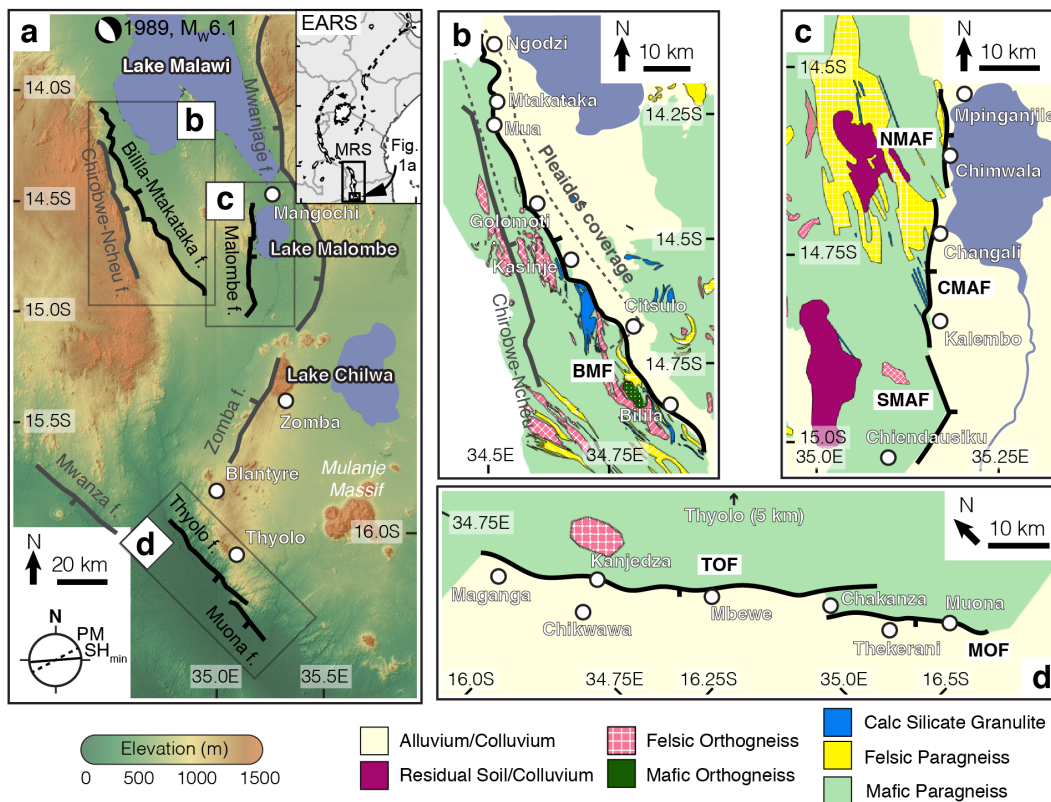 a
1989, MW6.1
EARS
MRS
Fig.
1a
Lake Malawi
Mwanjage f.
14.0S
b
Chirobwe-Ncheu f.
Bilila-Mtakataka f.
14.5S
c
Mangochi
Malombe f.
Lake Malombe
15.0S
Lake Chilwa
Zomba f.
Zomba
15.5S
Blantyre
Mwanza f.
Mulanje
Massif
Thyolo f.
Thyolo
16.0S
d
N
20 km
Muona f.
N
PM
SHmin
35.0E
35.5E
b
N
10 km
Ngodzi
Mtakataka
Mua
14.25S
Pleiades coverage
Golomoti
14.5S
Kasinje
Chirobwe-Ncheu
Citsulo
14.75S
BMF
Bilila
34.5E
34.75E
c
N
10 km
14.5S
Mpinganjila
NMAF
Chimwala
14.75S
Changali
CMAF
Kalembo
SMAF
15.0S
Chiendausiku
35.0E
35.25E
34.75E
Thyolo (5 km)
N
10 km
Kanjedza
TOF
Maganga
Mbewe
Chakanza
Muona
Chikwawa
Thekerani
MOF
16.0S
34.75E
16.25S
35.0E
16.5S
d
Elevation (m)
0
500
1000
1500
Alluvium/Colluvium
Residual Soil/Colluvium
Felsic Orthogneiss
Mafic Orthogneiss
Calc Silicate Granulite
Felsic Paragneiss
Mafic Paragneiss